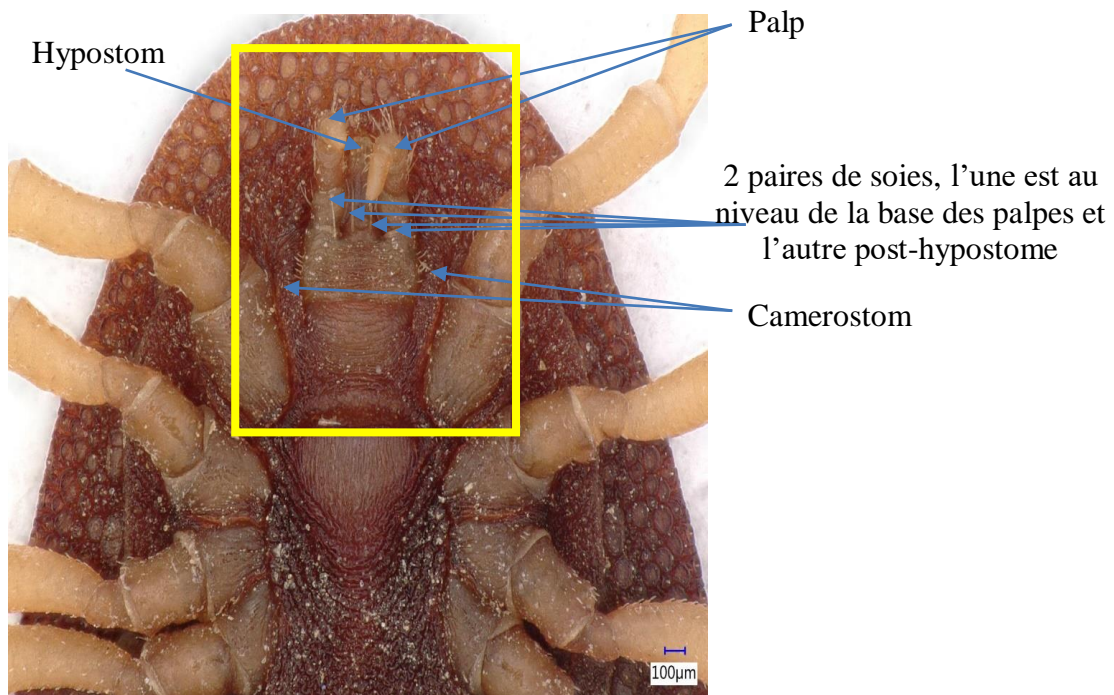 Palp
Hypostom
2 paires de soies, l’une est au
niveau de la base des palpes et
l’autre post-hypostome
Camerostom
100µm